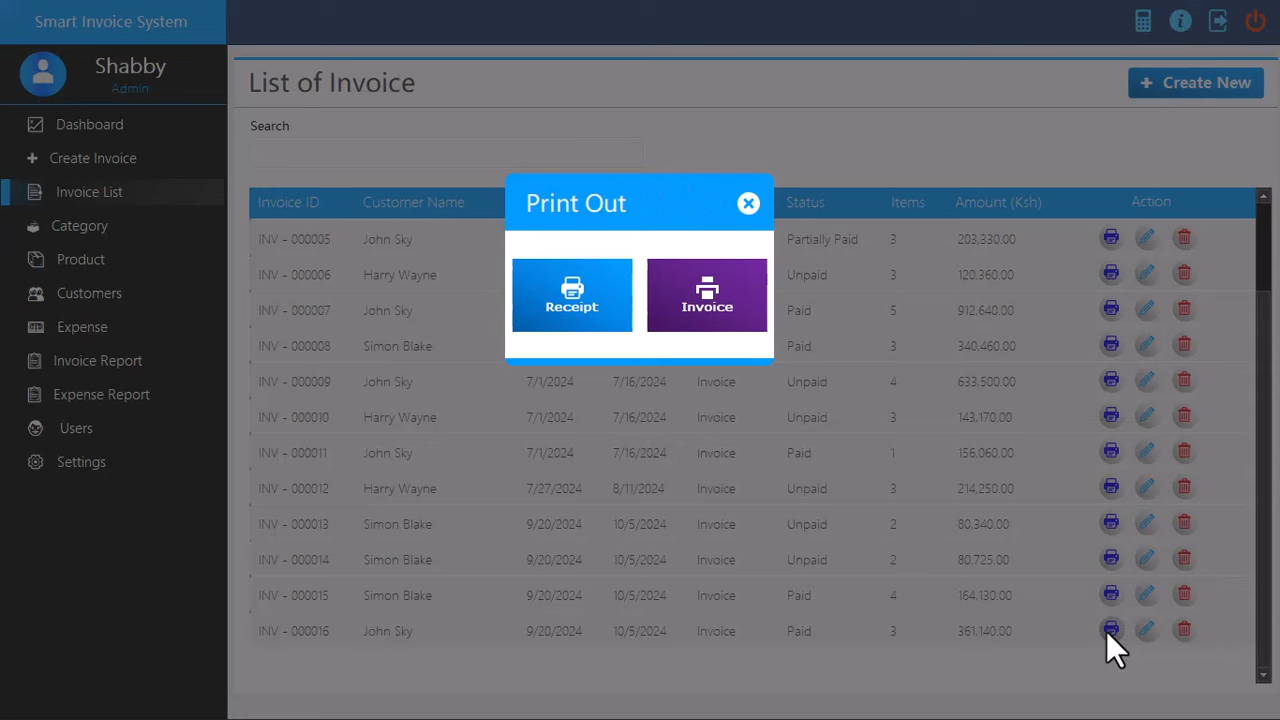 Smart Invoice System
Shabby
Admin
Dashboard
Create Invoice
Invoice List
Category
Product
Customers
Expense
Invoice Report
Expense Report
Users
Settings
List of Invoice
+ Create New
Search
Print Out
Receipt
Invoice
Invoice ID Customer Name Status Items Amount (Ksh) Action
INV - 000005 John Sky Partially Paid 3 203,330.00
INV - 000006 Harry Wayne Unpaid 3 120,360.00
INV - 000007 John Sky Paid 5 912,640.00
INV - 000008 Simon Blake Paid 3 340,460.00
INV - 000009 John Sky 7/1/2024 7/16/2024 Invoice Unpaid 4 633,500.00
INV - 000010 Harry Wayne 7/1/2024 7/16/2024 Invoice Unpaid 3 143,170.00
INV - 000011 John Sky 7/1/2024 7/16/2024 Invoice Paid 1 156,060.00
INV - 000012 Harry Wayne 7/27/2024 8/11/2024 Invoice Unpaid 3 214,250.00
INV - 000013 Simon Blake 9/20/2024 10/5/2024 Invoice Unpaid 2 80,340.00
INV - 000014 Simon Blake 9/20/2024 10/5/2024 Invoice Unpaid 2 80,725.00
INV - 000015 Simon Blake 9/20/2024 10/5/2024 Invoice Paid 4 164,130.00
INV - 000016 John Sky 9/20/2024 10/5/2024 Invoice Paid 3 361,140.00